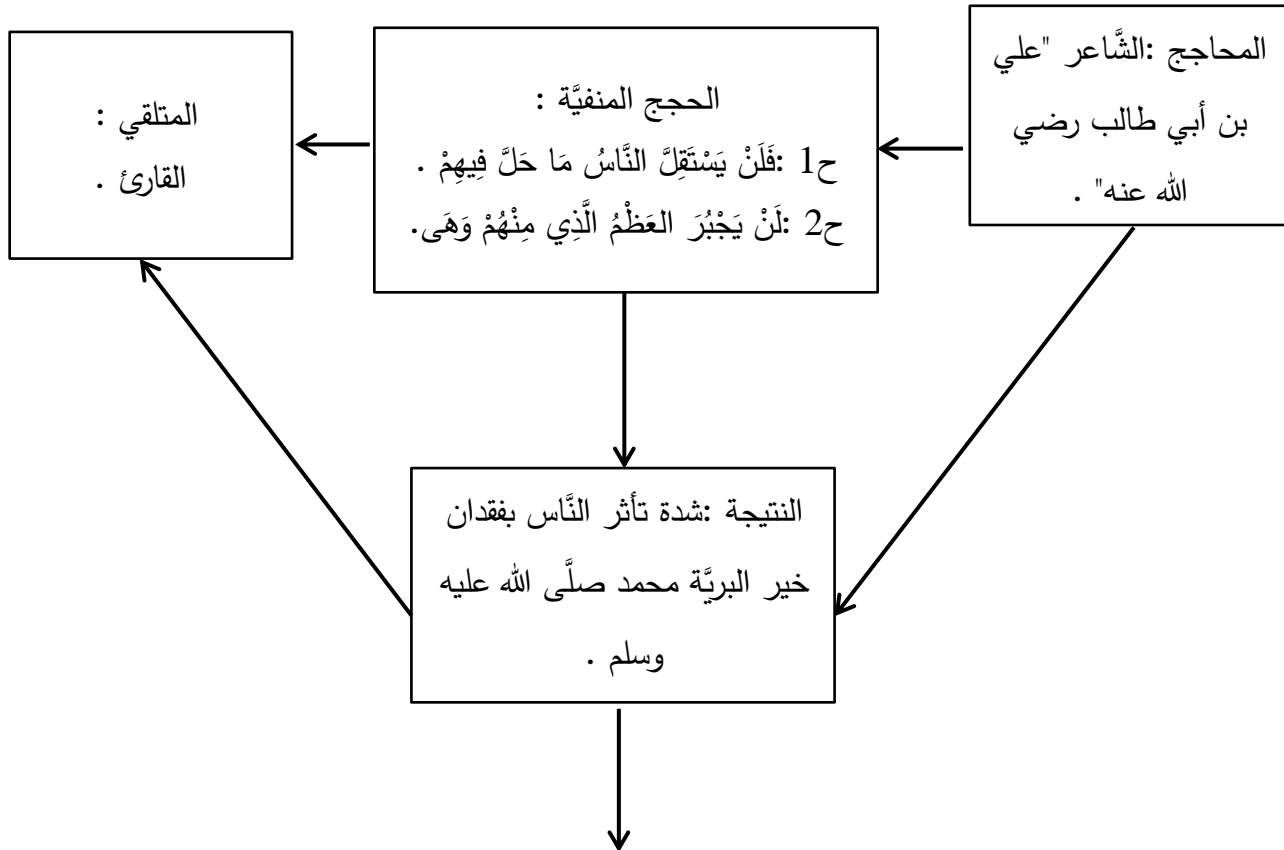 المحاجج :الشَّاعر "علي
بن أبي طالب رضي
الله عنه" .
الحجج المنفيَّة :
ح1 :فَلَنْ يَسْتَقِلَّ النَّاسُ مَا حَلَّ فِيهِمْ .
ح2 :لَنْ يَجْبُرَ العَظْمُ الَّذِي مِنْهُمْ وَهَى.
المتلقي :
القارئ .
النتيجة :شدة تأثر النَّاس بفقدان
خير البريَّة محمد صلَّى الله عليه
وسلم .